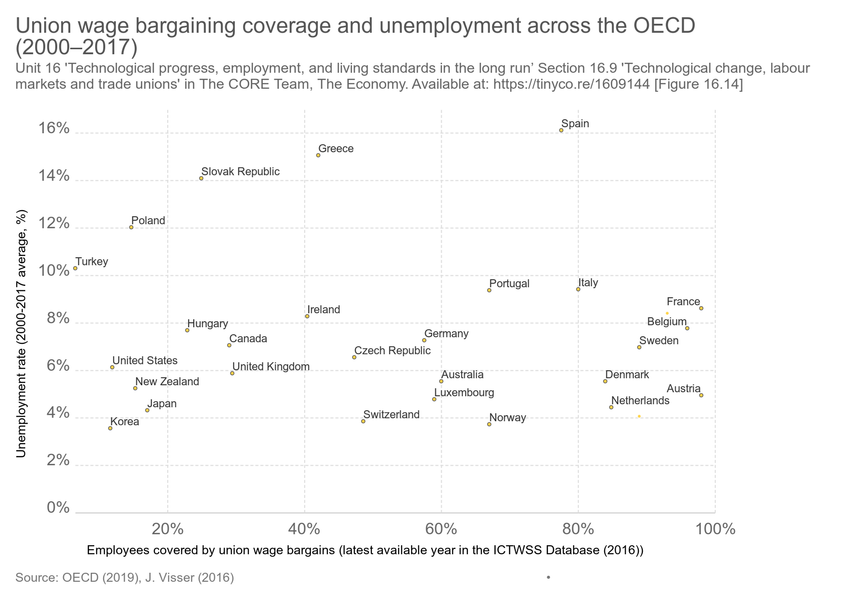 Union wage bargaining coverage and unemployment across the OECD
(2000–2017)
Unit 16 'Technological progress, employment, and living standards in the long run' Section 16.9 'Technological change, labour
markets and trade unions' in The CORE Team, The Economy. Available at: https://tinyco.re/1609144 [Figure 16.14]
16%
Spain
Greece
Slovak Republic
14%
Poland
12%
Turkey
10%
Portugal
Italy
France
Ireland
8%
Hungary
Belgium
Germany
Canada
Sweden
Czech Republic
United States
6%
United Kingdom
Australia
Denmark
New Zealand
Austria
Luxembourg
Japan
Netherlands
4%
Korea
Switzerland
Norway
2%
0%
Unemployment rate (2000-2017 average, %)
20%
40%
60%
80%
100%
Employees covered by union wage bargains (latest available year in the ICTWSS Database (2016))
Source: OECD (2019), J. Visser (2016)